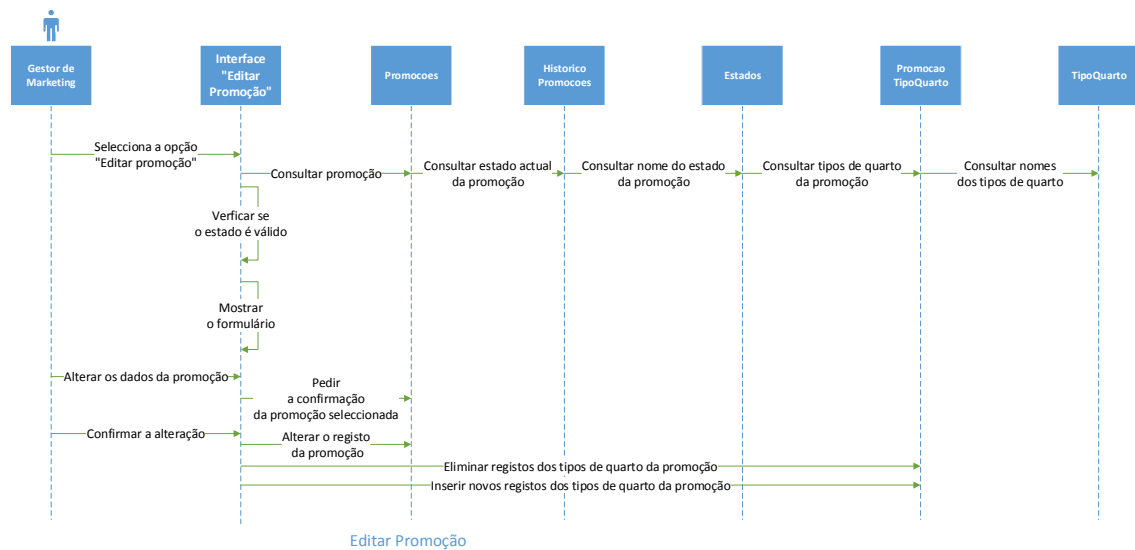 Gestor de
Marketing
Interface
"Editar
Promoção"
Promocoes
Historico
Promocoes
Estados
Promocao
TipoQuarto
TipoQuarto
Selecciona a opção
"Editar promoção"
Consultar promoção
Consultar estado actual
da promoção
Consultar nome do estado
da promoção
Consultar tipos de quarto
da promoção
Consultar nomes
dos tipos de quarto
Verficar se
o estado é válido
Mostrar
o formulário
Alterar os dados da promoção
Pedir
a confirmação
da promoção seleccionada
Confirmar a alteração
Alterar o registo
da promoção
Eliminar registos dos tipos de quarto da promoção
Inserir novos registos dos tipos de quarto da promoção
Editar Promoção